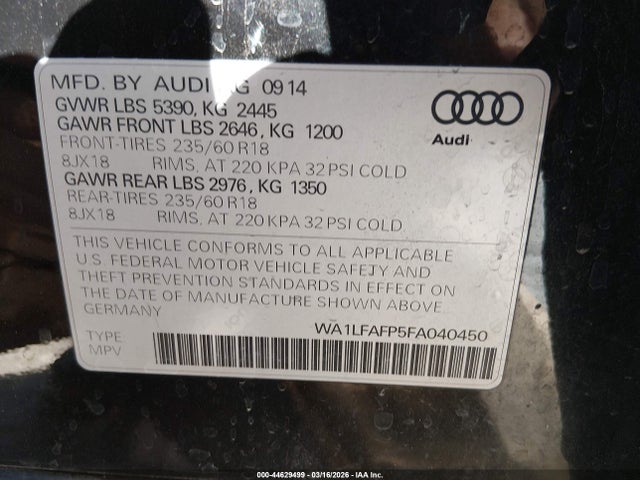 MFD. BY AUDI AG 09 14
GVWR LBS 5390, KG 2445
GAWR FRONT LBS 2646, KG 1200
FRONT-TIRES 235/60 R18
8JX18 RIMS, AT 220 KPA 32 PSI COLD
GAWR REAR LBS 2976, KG 1350
REAR-TIRES 235/60 R18
8JX18 RIMS, AT 220 KPA 32 PSI COLD
Audi
THIS VEHICLE CONFORMS TO ALL APPLICABLE
U.S. FEDERAL MOTOR VEHICLE SAFETY AND
THEFT PREVENTION STANDARDS IN EFFECT ON
THE DATE OF MANUFACTURE SHOWN ABOVE
GERMANY
WA1LFAFP5FA040450
TYPE
MPV
000-44629499 - 03/16/2026 - IAA Inc.